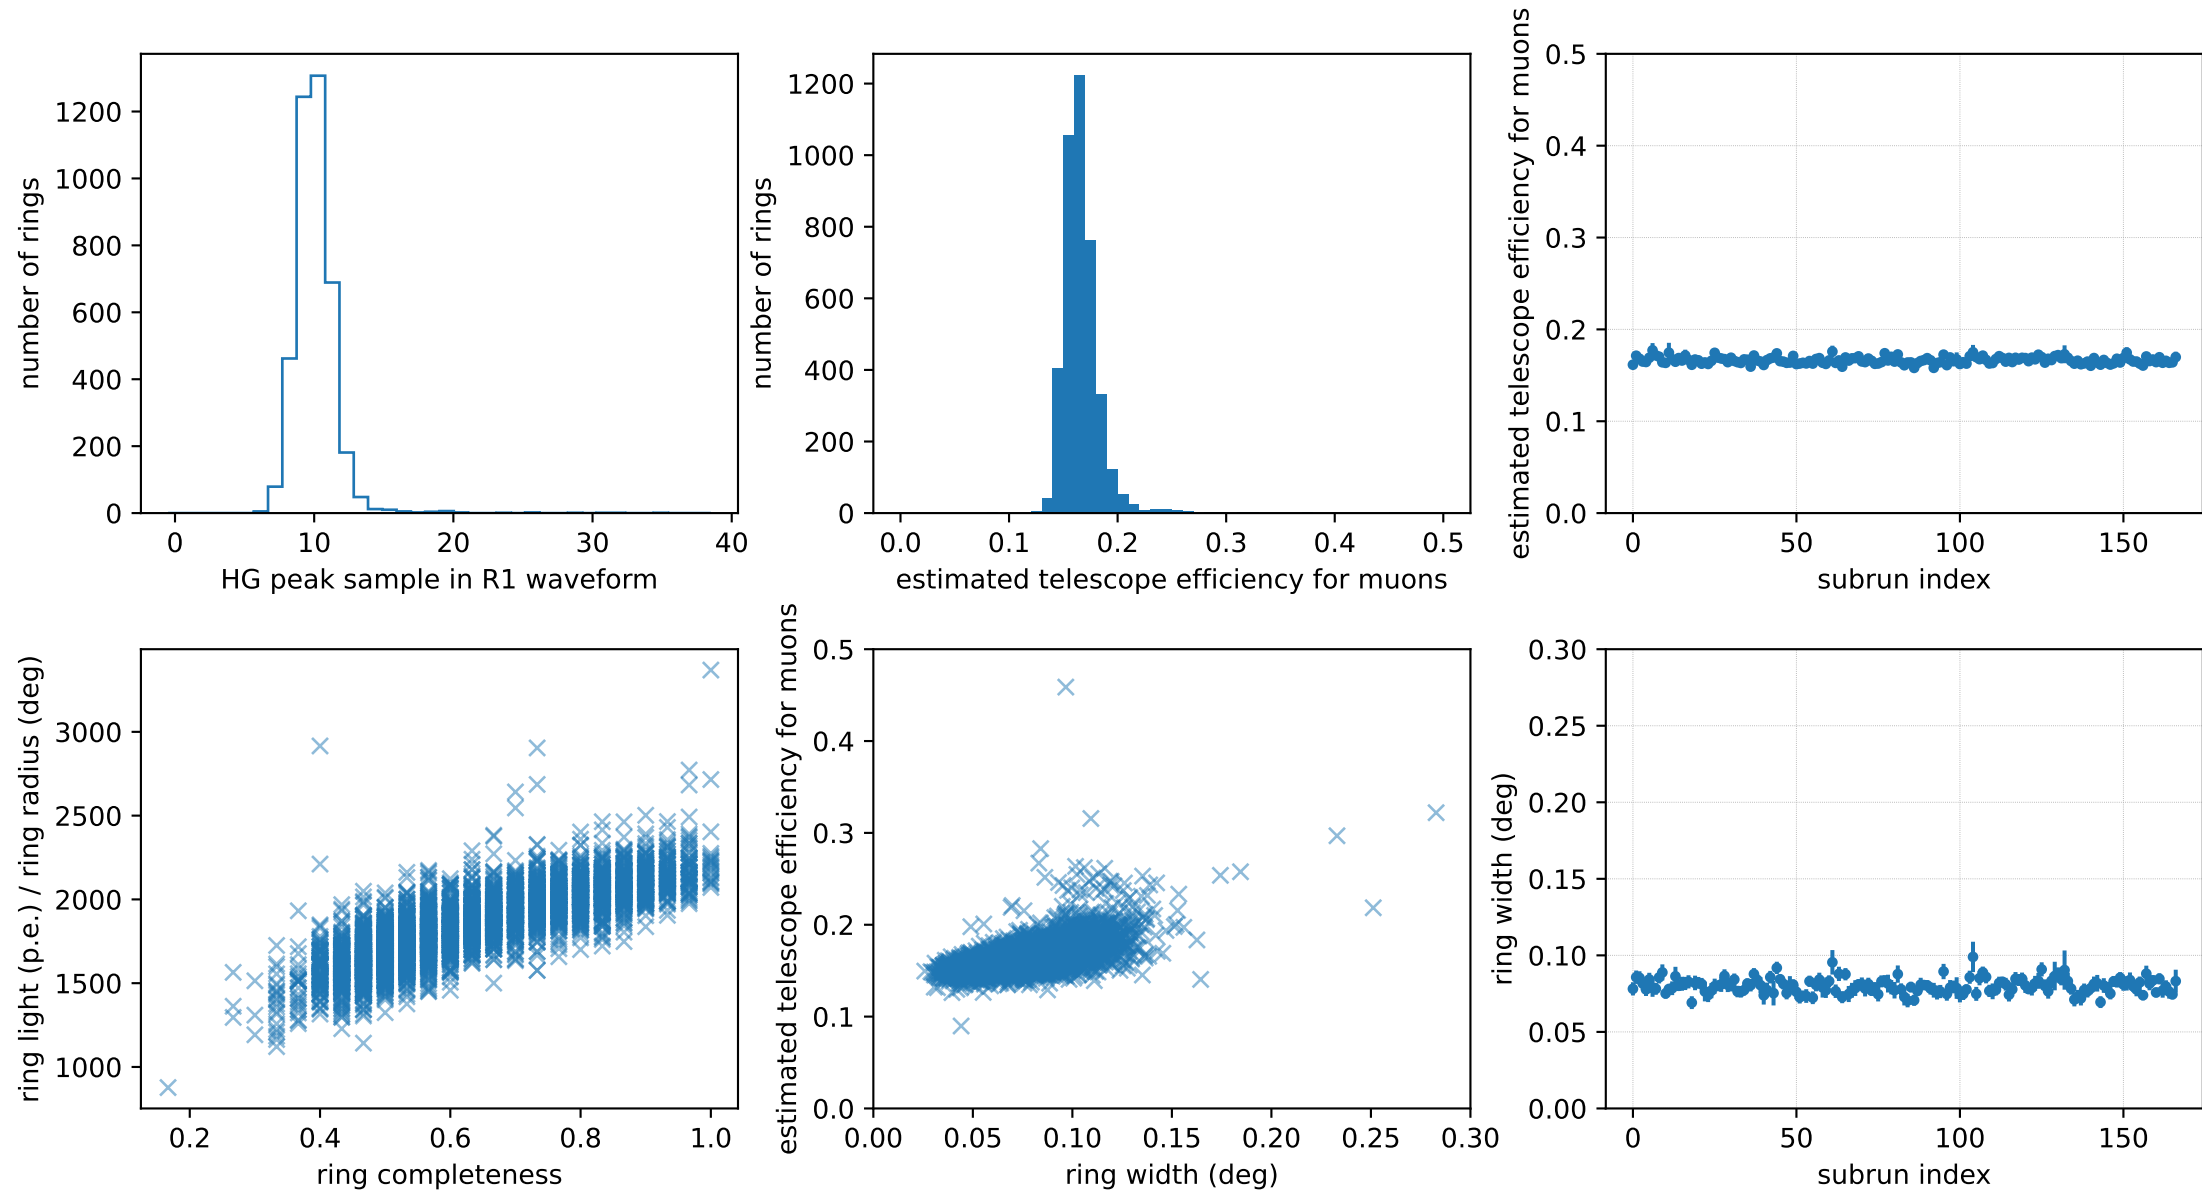 1200
1000
800
600
400
200
0
number of rings
0 10 20 30 40
HG peak sample in R1 waveform
1200
1000
800
600
400
200
0
number of rings
0.0 0.1 0.2 0.3 0.4 0.5
estimated telescope efficiency for muons
0.5
0.4
0.3
0.2
0.1
0.0
estimated telescope efficiency for muons
0 50 100 150
subrun index
3000
2500
2000
1500
1000
ring light (p.e.) / ring radius (deg)
0.2 0.4 0.6 0.8 1.0
ring completeness
0.5
0.4
0.3
0.2
0.1
0.0
estimated telescope efficiency for muons
0.00 0.05 0.10 0.15 0.20 0.25 0.30
ring width (deg)
0.30
0.25
0.20
0.15
0.10
0.05
0.00
ring width (deg)
0 50 100 150
subrun index